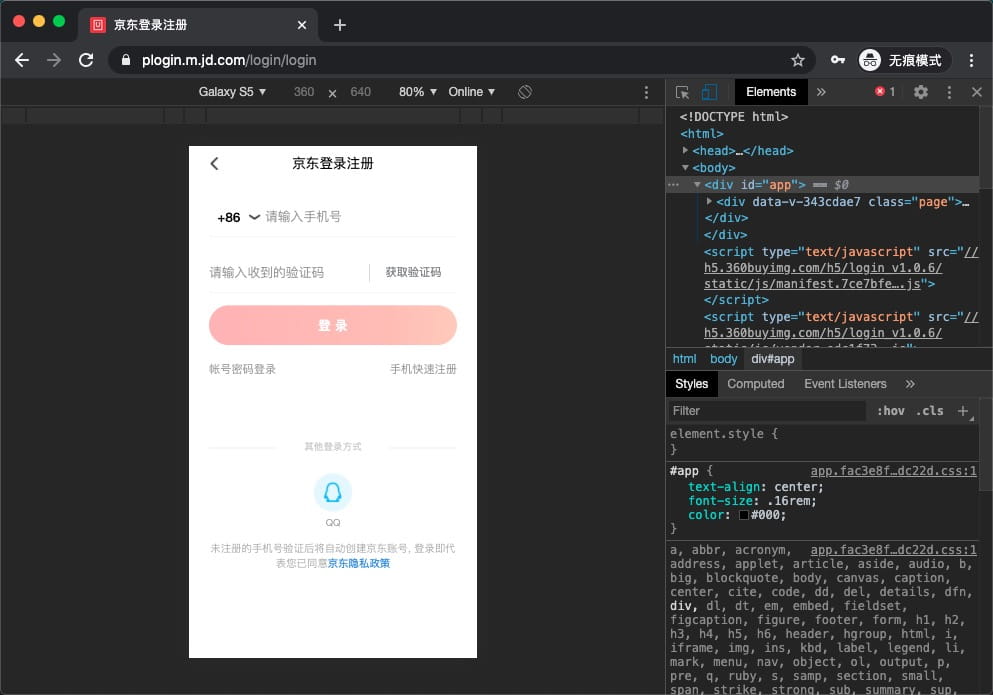 京东登录注册
plogin.m.jd.com/login/login
无痕模式
Galaxy S5 ▼ 360 × 640 80% ▼ Online ▼
Elements » 1
京东登录注册
+86 请输入手机号
请输入收到的验证码 获取验证码
登 录
帐号密码登录 手机快速注册
其他登录方式
QQ
未注册的手机号验证后将自动创建京东账号, 登录即代
表您已同意京东隐私政策
<!DOCTYPE html>
<html>
<head>…</head>
<body>
<div id="app"> == $0
<div data-v-343cdae7 class="page">…
</div>
</div>
<script type="text/javascript" src="//
h5.360buyimg.com/h5/login_v1.0.6/
static/js/manifest.7ce7bfe….js">
</script>
<script type="text/javascript" src="//
h5.360buyimg.com/h5/login_v1.0.6/
html body div#app
Styles Computed Event Listeners »
Filter :hov .cls +
element.style {
}
#app { app.fac3e8f…dc22d.css:1
text-align: center;
font-size: .16rem;
color: #000;
}
a, abbr, acronym, app.fac3e8f…dc22d.css:1
address, applet, article, aside, audio, b,
big, blockquote, body, canvas, caption,
center, cite, code, dd, del, details, dfn,
div, dl, dt, em, embed, fieldset,
figcaption, figure, footer, form, h1, h2,
h3, h4, h5, h6, header, hgroup, html, i,
iframe, img, ins, kbd, label, legend, li,
mark, menu, nav, object, ol, output, p,
pre, q, ruby, s, samp, section, small,
span, strike, strong, sub, summary, sup,